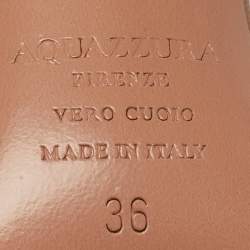 AQUAZZURA
FIRENZE
VERO CUOIO
MADE IN ITALY
36